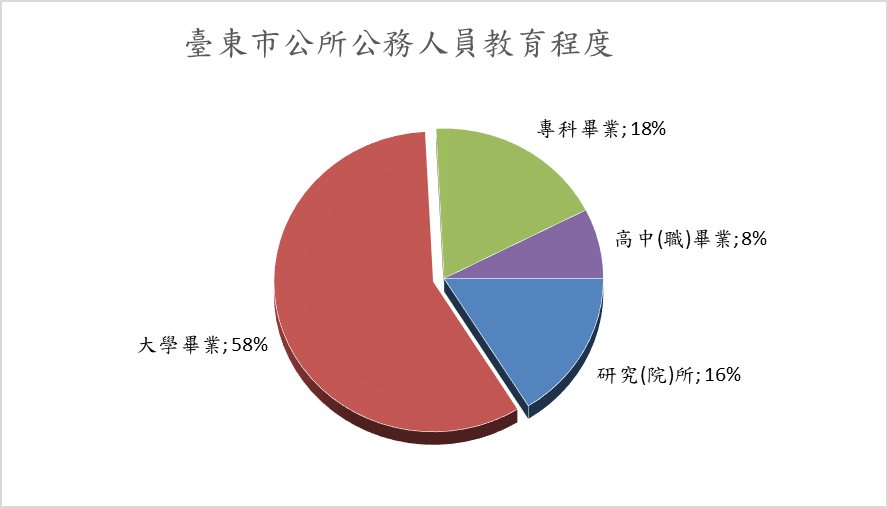 臺東市公所公務人員教育程度
專科畢業; 18%
高中(職)畢業; 8%
大學畢業; 58%
研究(院)所; 16%